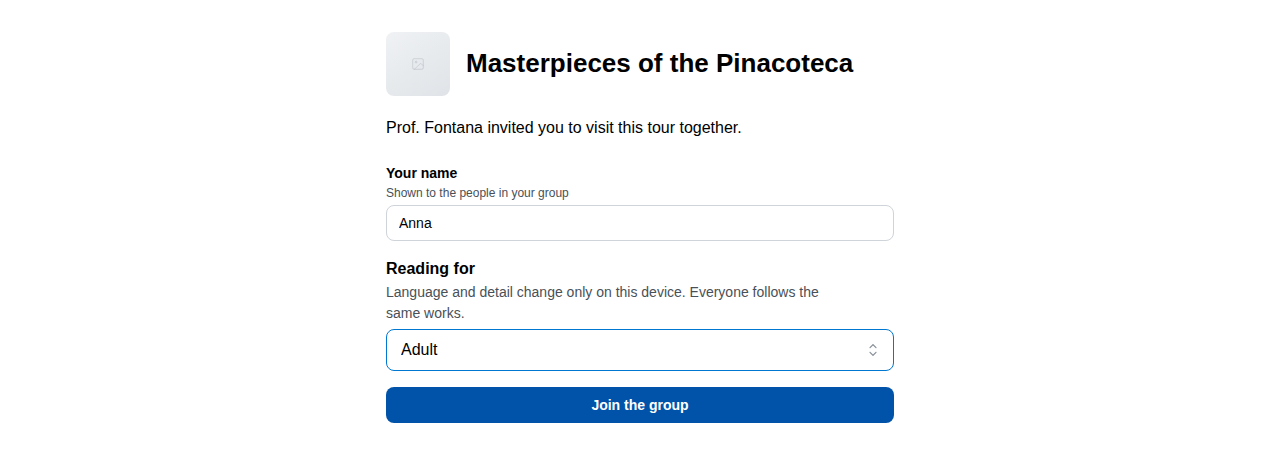 Masterpieces of the Pinacoteca
Prof. Fontana invited you to visit this tour together.
Your name
Shown to the people in your group
Anna
Reading for
Language and detail change only on this device. Everyone follows the
same works.
Adult
Join the group